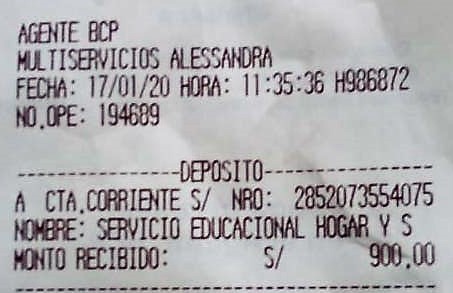 AGENTE BCP
MULTISERVICIOS ALESSANDRA
FECHA: 17/01/20 HORA: 11:35:36 H986872
NO.OPE: 194689
----------------DEPOSITO-----------------
A CTA.CORRIENTE S/ NRO: 2852073554075
NOMBRE: SERVICIO EDUCACIONAL HOGAR Y S
MONTO RECIBIDO: S/ 900.00
-----------------------------------------